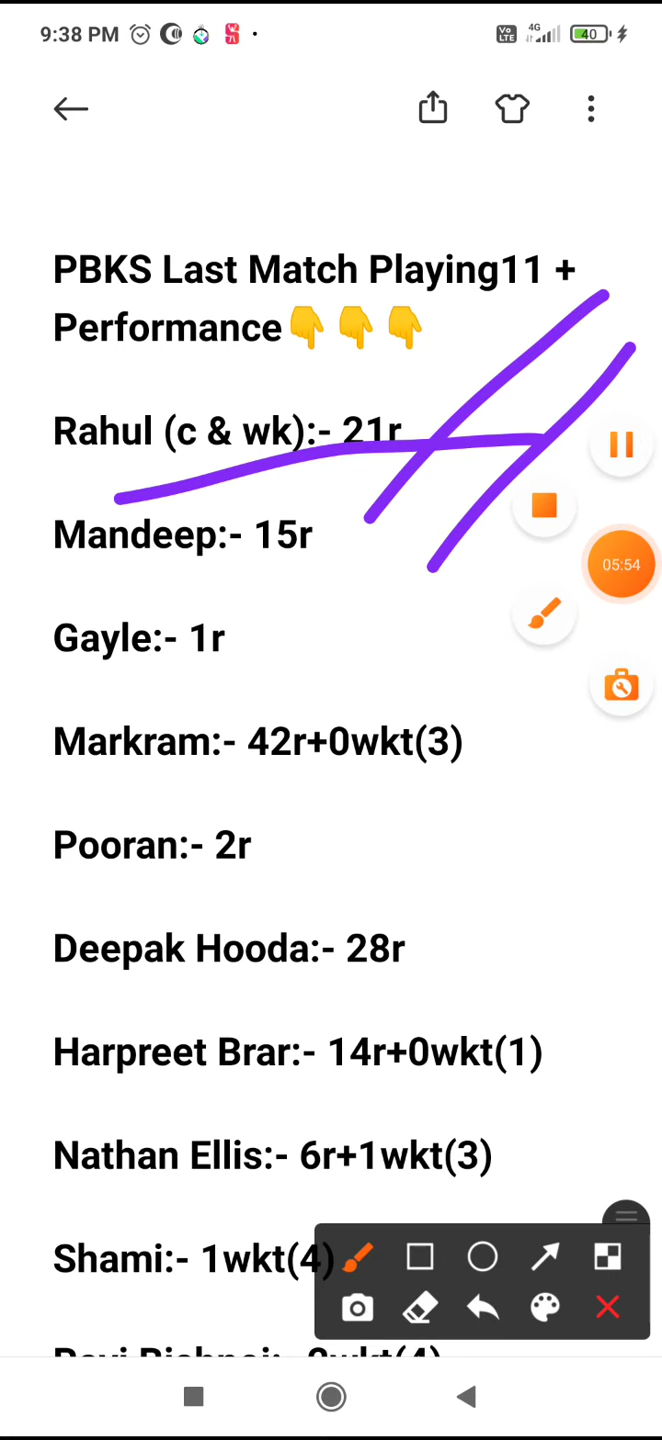 9:38 PM
4G
40
PBKS Last Match Playing11 +
Performance👇👇👇
Rahul (c & wk):- 21r
Mandeep:- 15r
Gayle:- 1r
05:54
Markram:- 42r+0wkt(3)
Pooran:- 2r
Deepak Hooda:- 28r
Harpreet Brar:- 14r+0wkt(1)
Nathan Ellis:- 6r+1wkt(3)
Shami:- 1wkt(4)